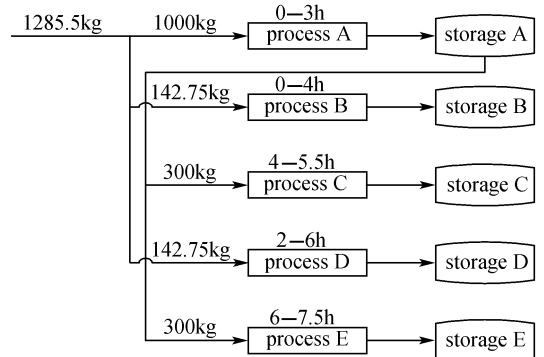 1285.5kg 1000kg 0—3h
process A storage A
142.75kg 0—4h
process B storage B
300kg 4—5.5h
process C storage C
142.75kg 2—6h
process D storage D
300kg 6—7.5h
process E storage E